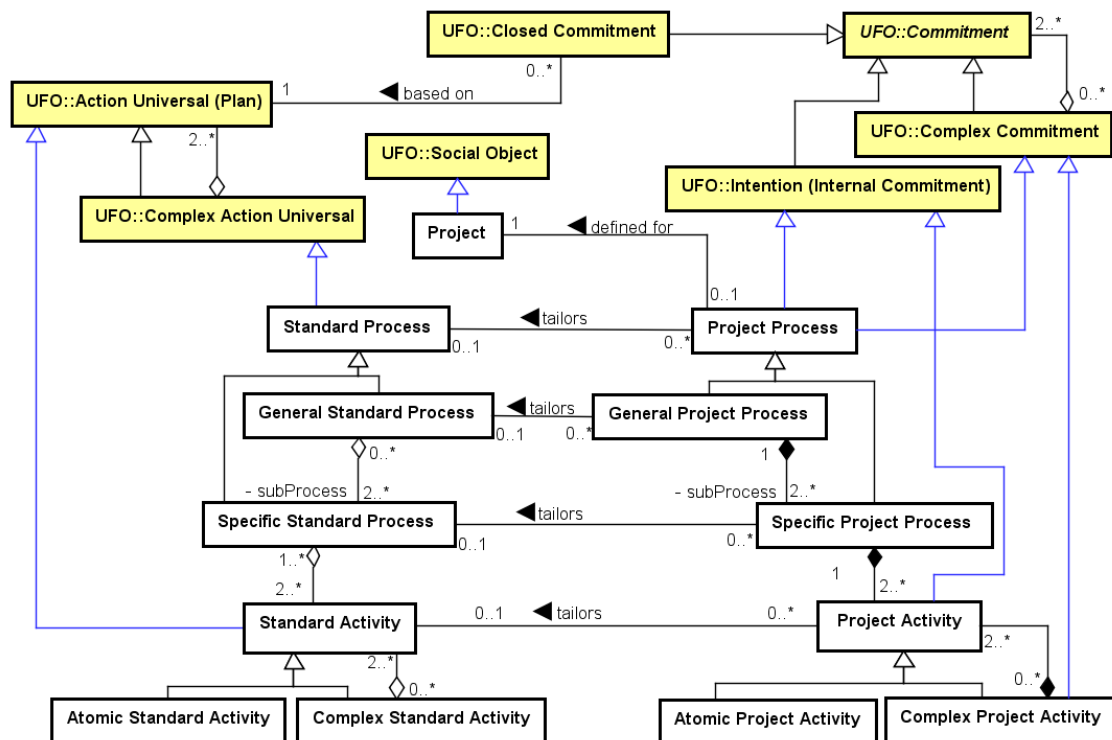 UFO::Closed Commitment
UFO::Commitment
2..*
0..*
0..*
UFO::Action Universal (Plan)
1
based on
UFO::Complex Commitment
2..*
UFO::Social Object
UFO::Intention (Internal Commitment)
UFO::Complex Action Universal
Project
1
defined for
0..1
Standard Process
tailors
Project Process
0..1
0..*
General Standard Process
tailors
General Project Process
0..1
0..*
0..*
1
- subProcess
2..*
- subProcess
2..*
Specific Standard Process
tailors
Specific Project Process
0..1
0..*
1..*
1
2..*
2..*
Standard Activity
0..1
tailors
0..*
Project Activity
2..*
2..*
0..*
0..*
Atomic Standard Activity
Complex Standard Activity
Atomic Project Activity
Complex Project Activity